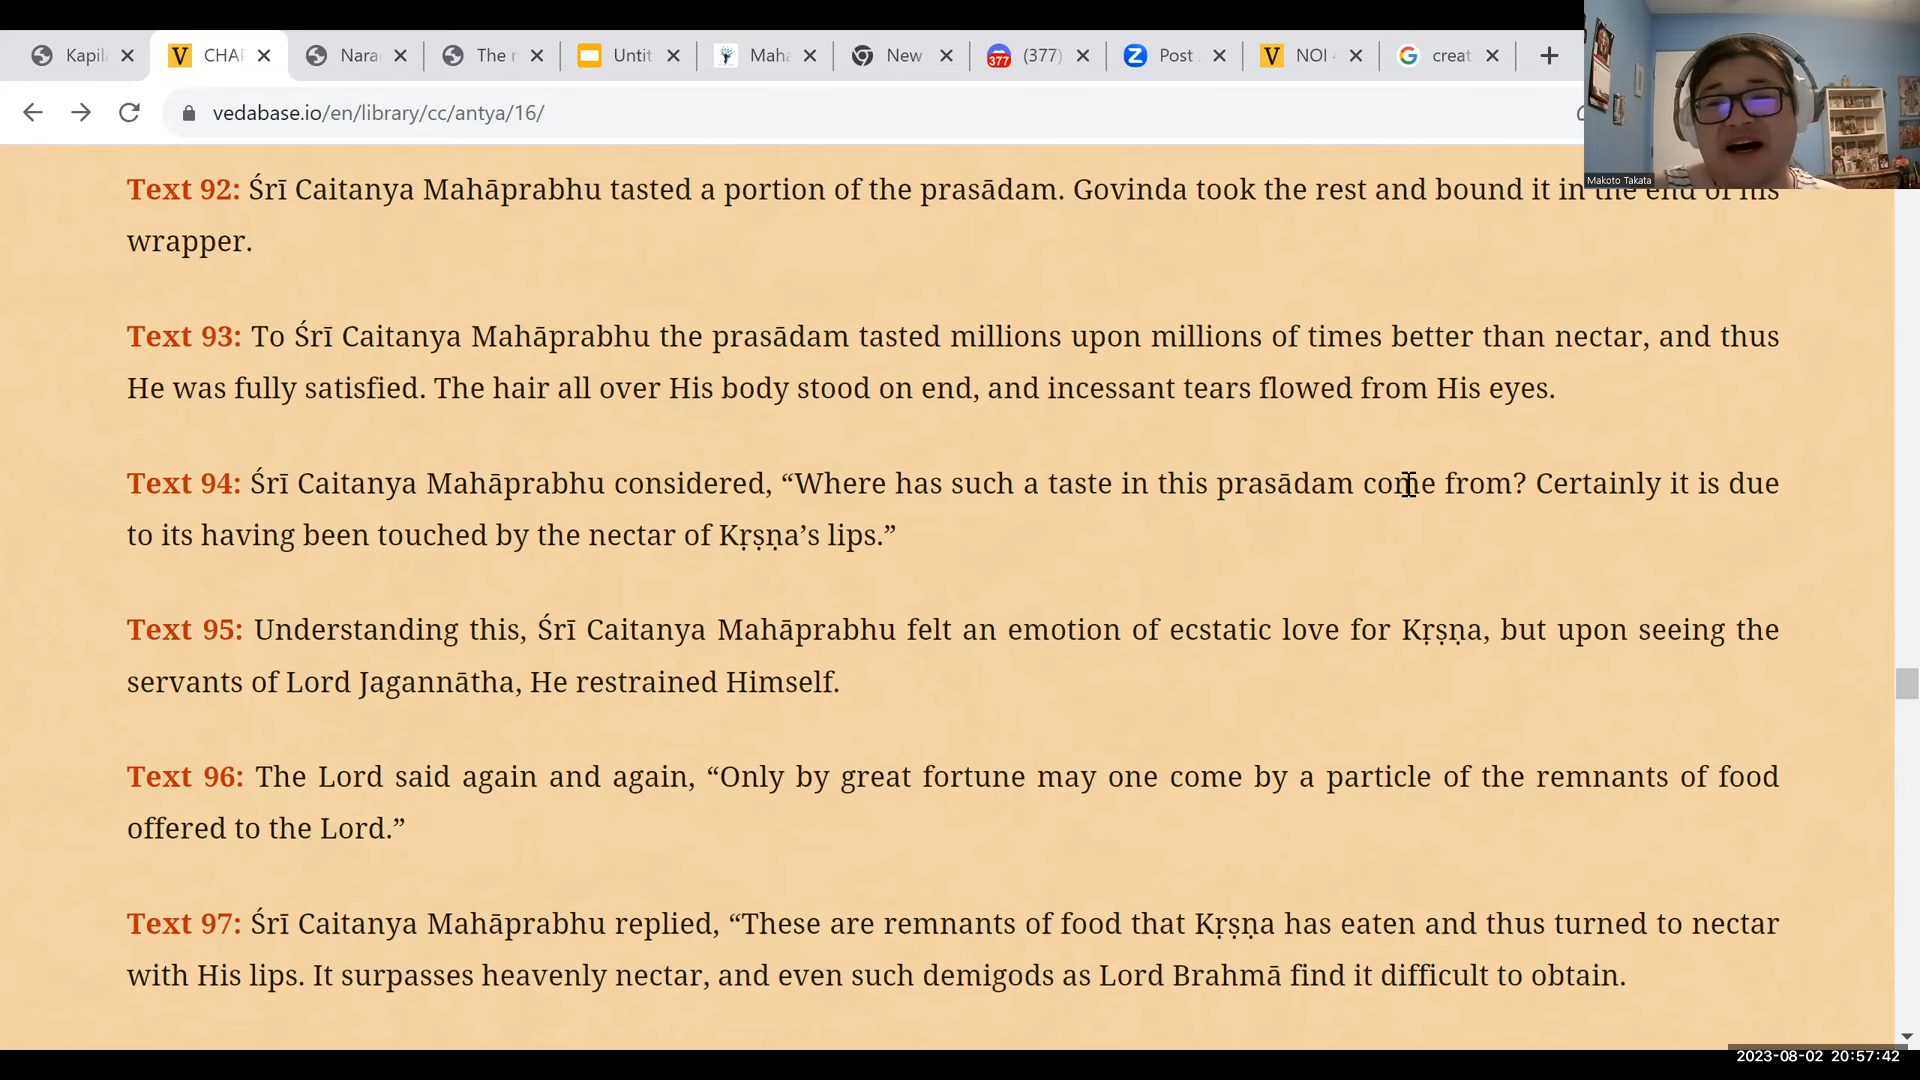 Kapil
CHAP
Nara
The r
Untit
Mah
New
377
(377)
Z
Post
NOI
creat
vedabase.io/en/library/cc/antya/16/
Makoto Takata
Text 92: Śrī Caitanya Mahāprabhu tasted a portion of the prasādam. Govinda took the rest and bound it in the end of his
wrapper.
Text 93: To Śrī Caitanya Mahāprabhu the prasādam tasted millions upon millions of times better than nectar, and thus
He was fully satisfied. The hair all over His body stood on end, and incessant tears flowed from His eyes.
Text 94: Śrī Caitanya Mahāprabhu considered, “Where has such a taste in this prasādam come from? Certainly it is due
to its having been touched by the nectar of Kṛṣṇa’s lips.”
Text 95: Understanding this, Śrī Caitanya Mahāprabhu felt an emotion of ecstatic love for Kṛṣṇa, but upon seeing the
servants of Lord Jagannātha, He restrained Himself.
Text 96: The Lord said again and again, “Only by great fortune may one come by a particle of the remnants of food
offered to the Lord.”
Text 97: Śrī Caitanya Mahāprabhu replied, “These are remnants of food that Kṛṣṇa has eaten and thus turned to nectar
with His lips. It surpasses heavenly nectar, and even such demigods as Lord Brahmā find it difficult to obtain.
2023-08-02 20:57:42